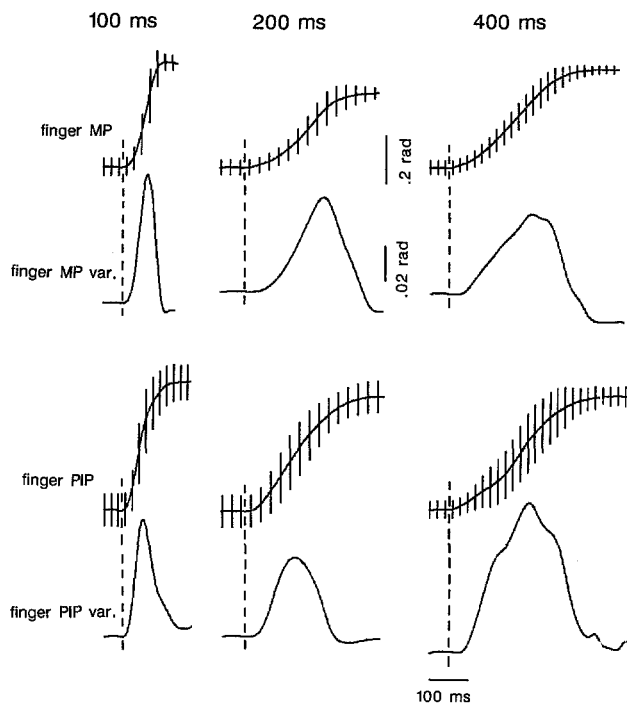 100 ms 200 ms 400 ms
finger MP
.2 rad
finger MP var.
.02 rad
finger PIP
finger PIP var.
100 ms